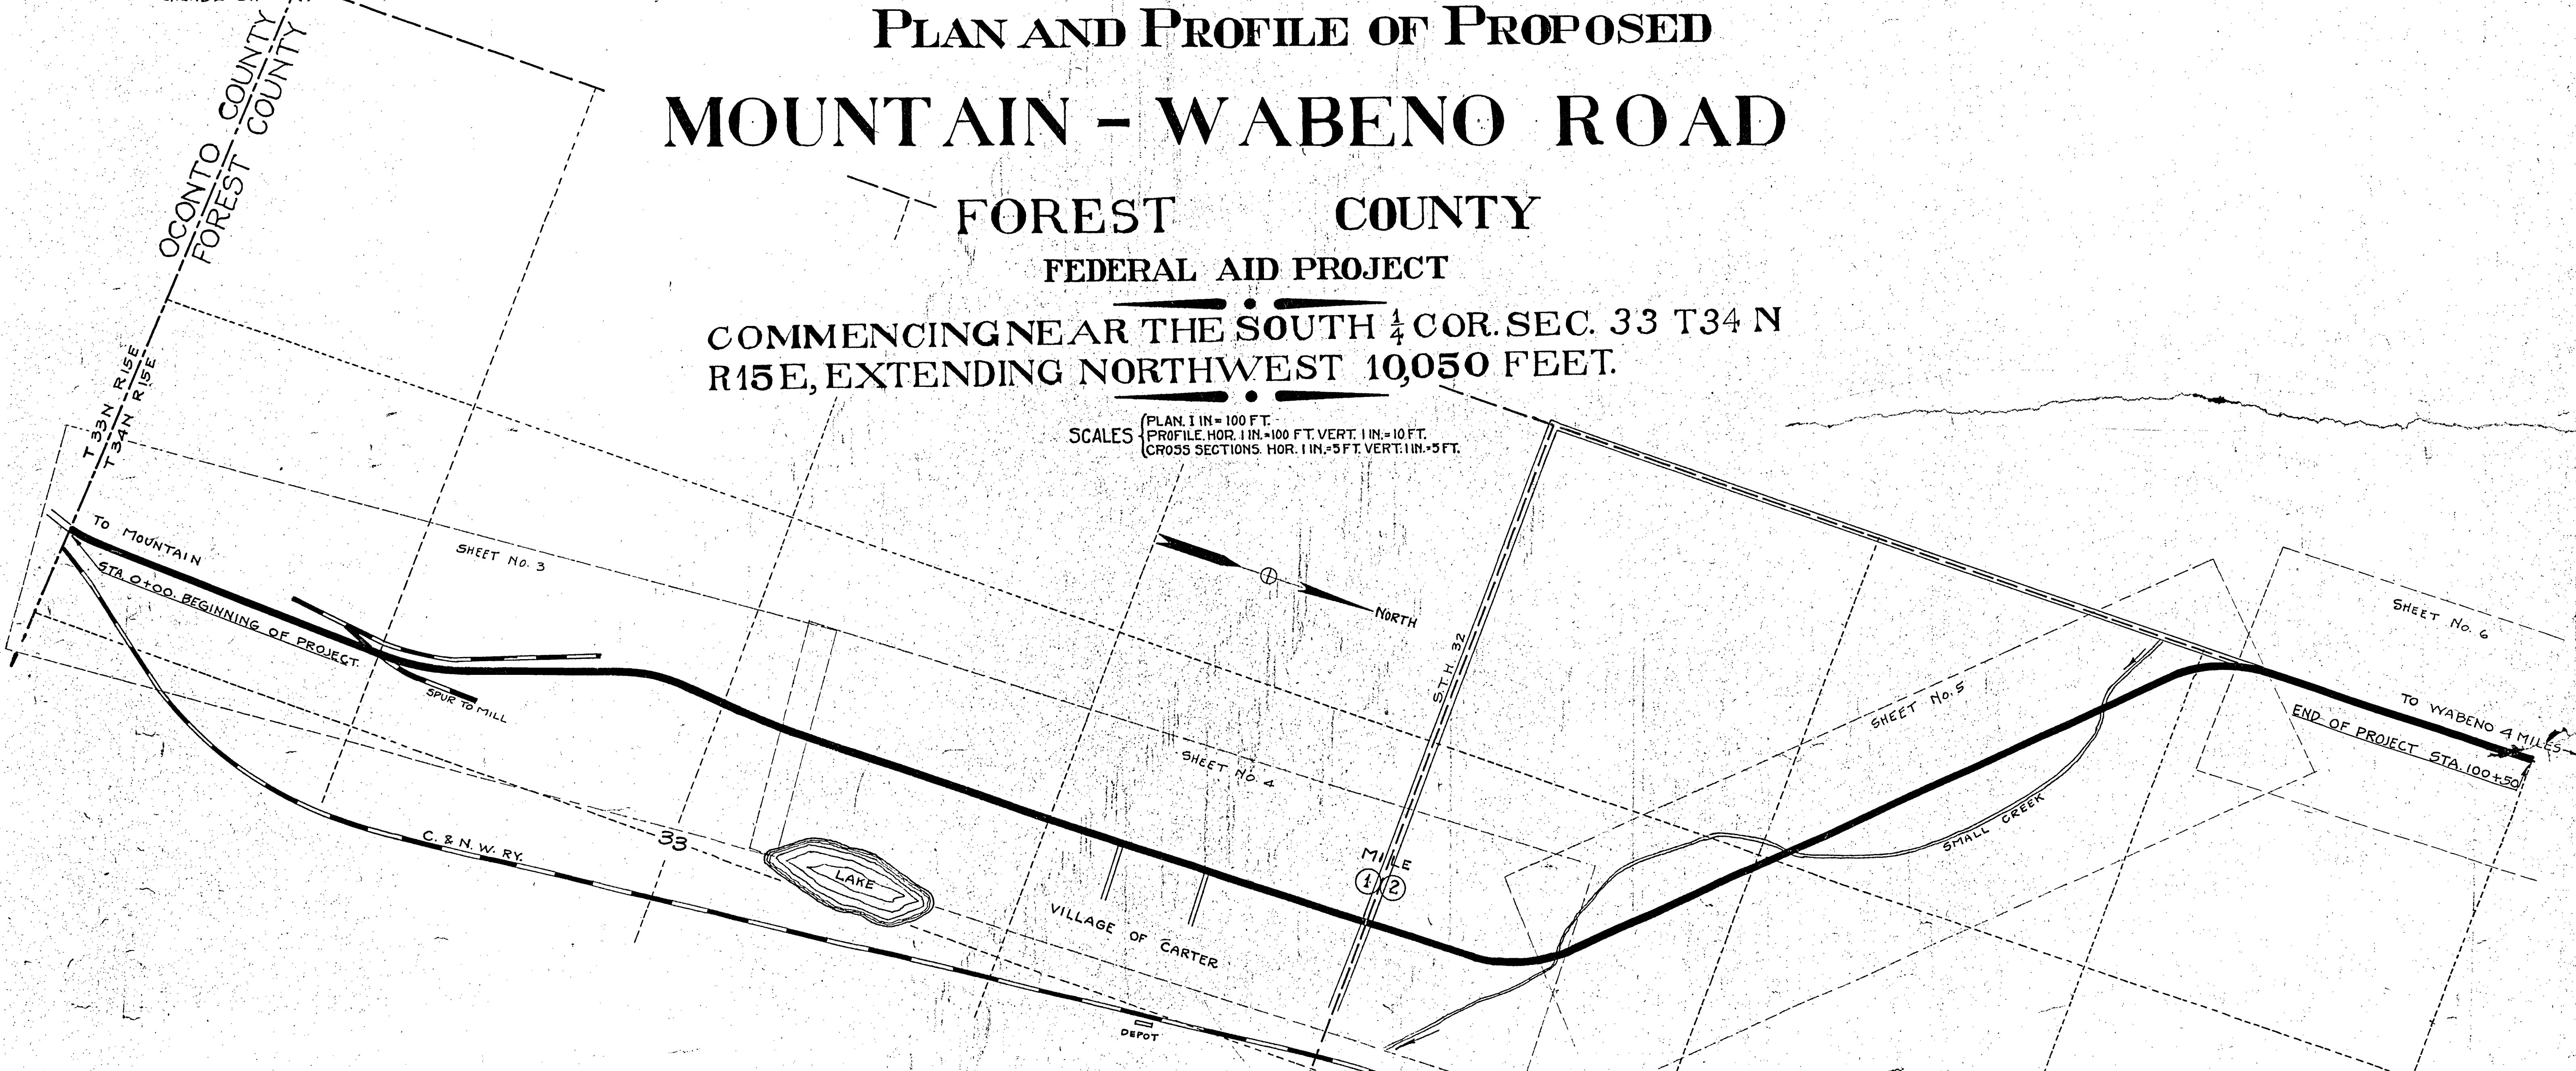 PLAN AND PROFILE OF PROPOSED
MOUNTAIN - WABENO ROAD
FOREST COUNTY
FEDERAL AID PROJECT
COMMENCING NEAR THE SOUTH 1/4 COR. SEC. 33 T34 N
R15E, EXTENDING NORTHWEST 10,050 FEET.
SCALES
PLAN. 1 IN = 100 FT.
PROFILE. HOR. 1 IN.=100 FT. VERT. 1 IN.=10 FT.
CROSS SECTIONS. HOR. 1 IN.=5 FT. VERT. 1 IN.=5 FT.
OCONTO COUNTY
FOREST COUNTY
T 33N R15E
T 34N R15E
TO MOUNTAIN
STA. 0+00. BEGINNING OF PROJECT.
SHEET NO. 3
SPUR TO MILL
C. & N. W. RY.
33
LAKE
NORTH
SHEET NO. 4
VILLAGE OF CARTER
DEPOT
S.T.H. 32
MILE
1 2
SHEET NO. 5
SMALL CREEK
SHEET NO. 6
TO WABENO 4 MILES
END OF PROJECT STA. 100+50